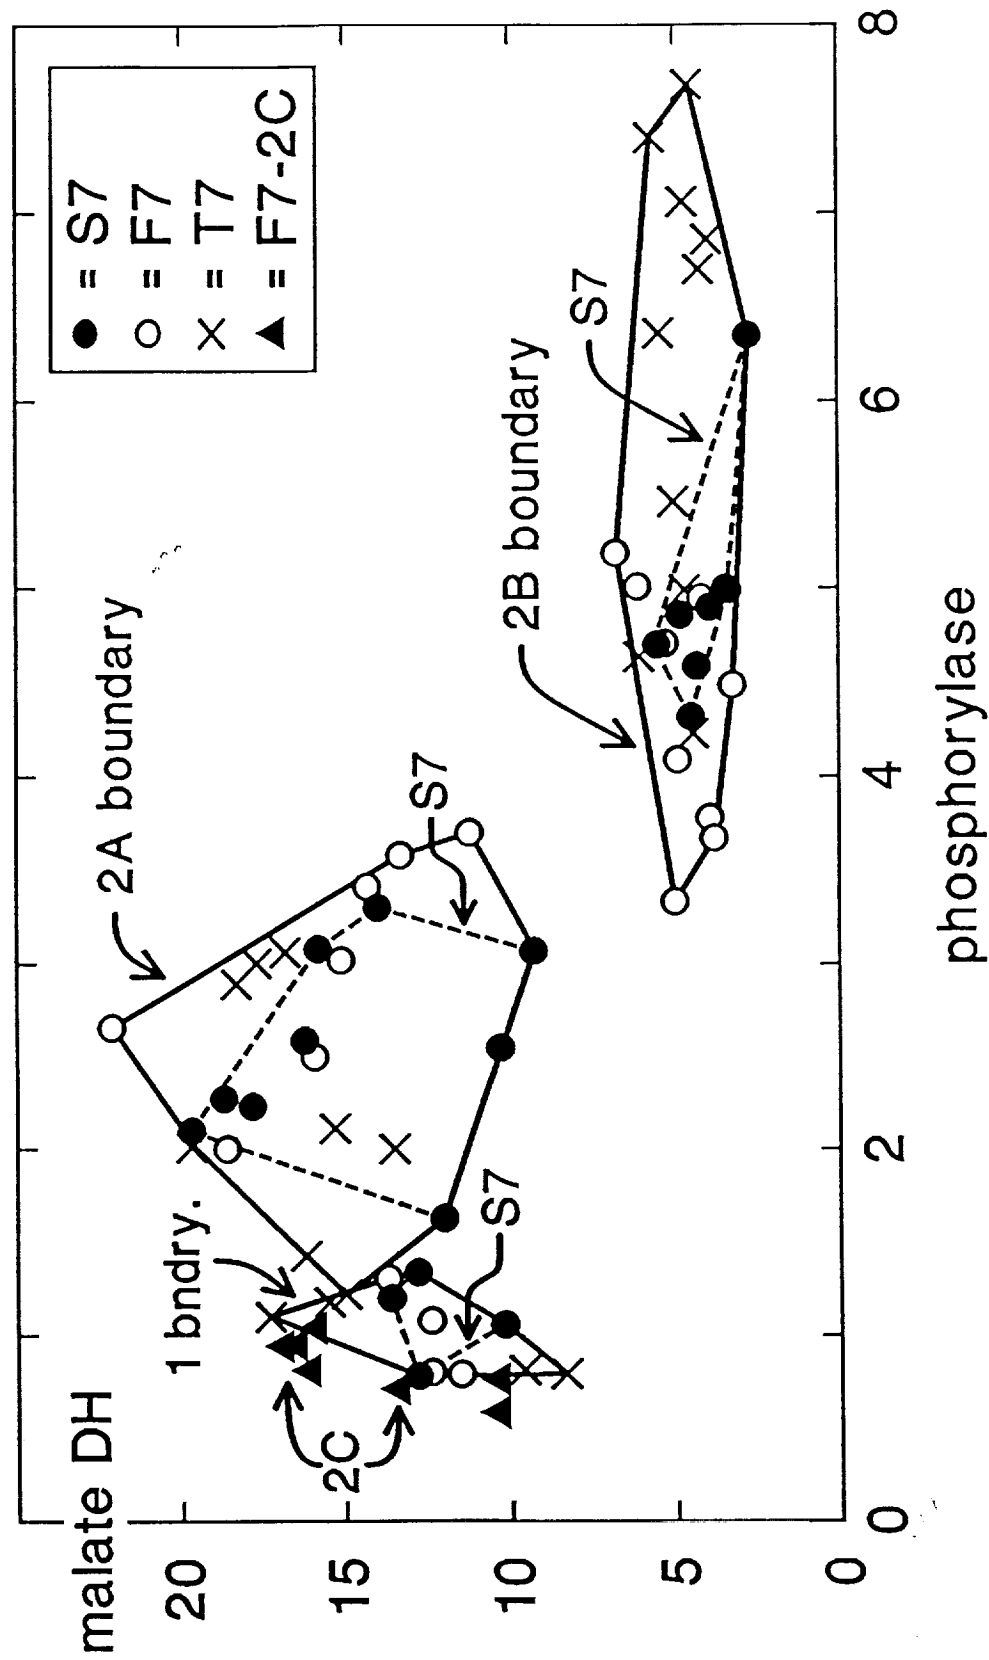 malate DH
20
15
10
5
0
0
2
4
6
8
phosphorylase
● = S7
○ = F7
× = T7
▲ = F7-2C
2A boundary
S7
1 bndry.
S7
2C
2B boundary
S7